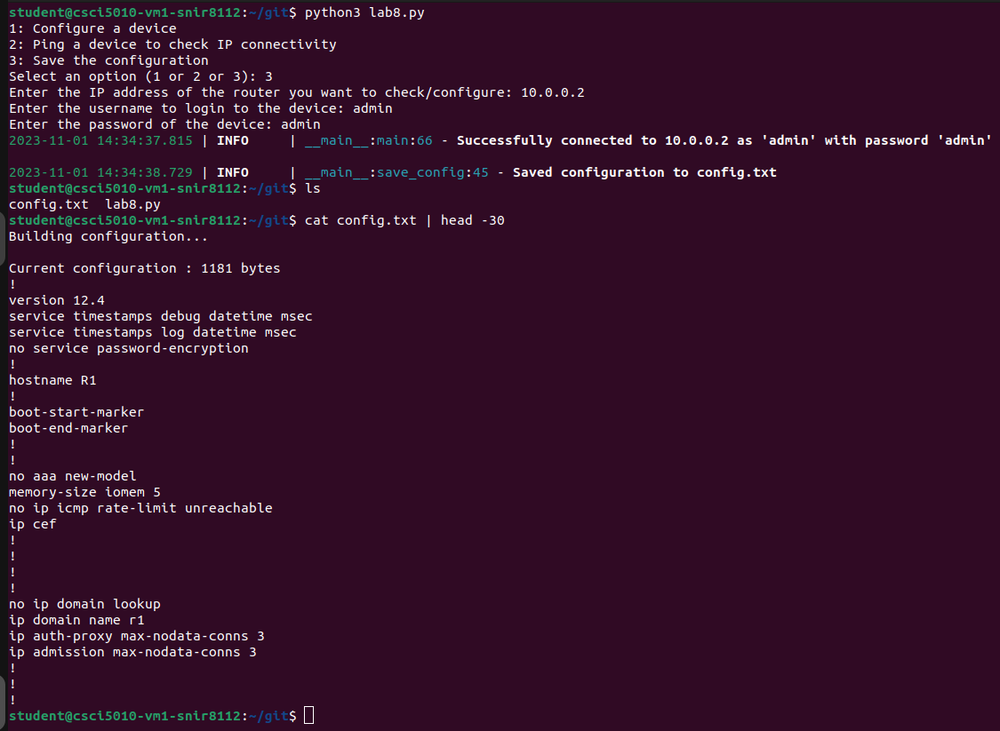 student@csci5010-vm1-snir8112:~/git$ python3 lab8.py
1: Configure a device
2: Ping a device to check IP connectivity
3: Save the configuration
Select an option (1 or 2 or 3): 3
Enter the IP address of the router you want to check/configure: 10.0.0.2
Enter the username to login to the device: admin
Enter the password of the device: admin
2023-11-01 14:34:37.815 | INFO     | __main__:main:66 - Successfully connected to 10.0.0.2 as 'admin' with password 'admin'
2023-11-01 14:34:38.729 | INFO     | __main__:save_config:45 - Saved configuration to config.txt
student@csci5010-vm1-snir8112:~/git$ ls
config.txt  lab8.py
student@csci5010-vm1-snir8112:~/git$ cat config.txt | head -30
Building configuration...

Current configuration : 1181 bytes
!
version 12.4
service timestamps debug datetime msec
service timestamps log datetime msec
no service password-encryption
!
hostname R1
!
boot-start-marker
boot-end-marker
!
!
no aaa new-model
memory-size iomem 5
no ip icmp rate-limit unreachable
ip cef
!
!
!
!
no ip domain lookup
ip domain name r1
ip auth-proxy max-nodata-conns 3
ip admission max-nodata-conns 3
!
!
!
student@csci5010-vm1-snir8112:~/git$